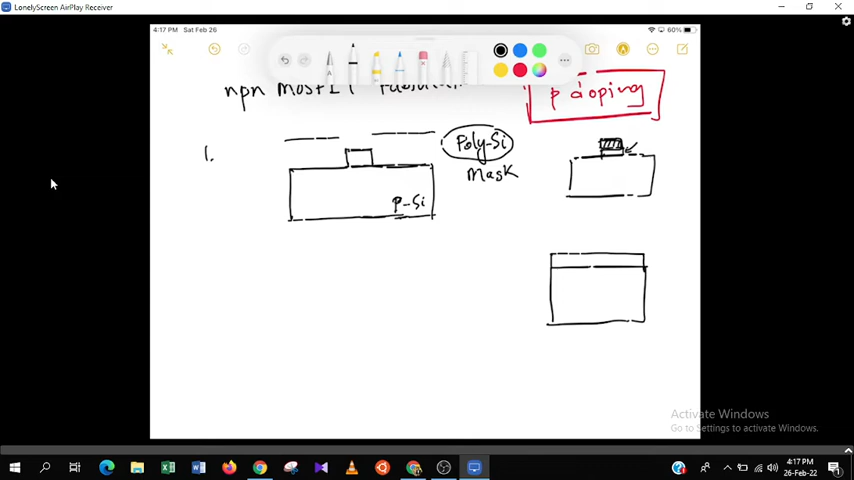 LonelyScreen AirPlay Receiver
4:17 PM Sat Feb 26
60%
npn MOSFET
p doping
1.
Poly-Si
Mask
p-Si
Activate Windows
Go to Settings to activate Windows.
4:17 PM
26-Feb-22